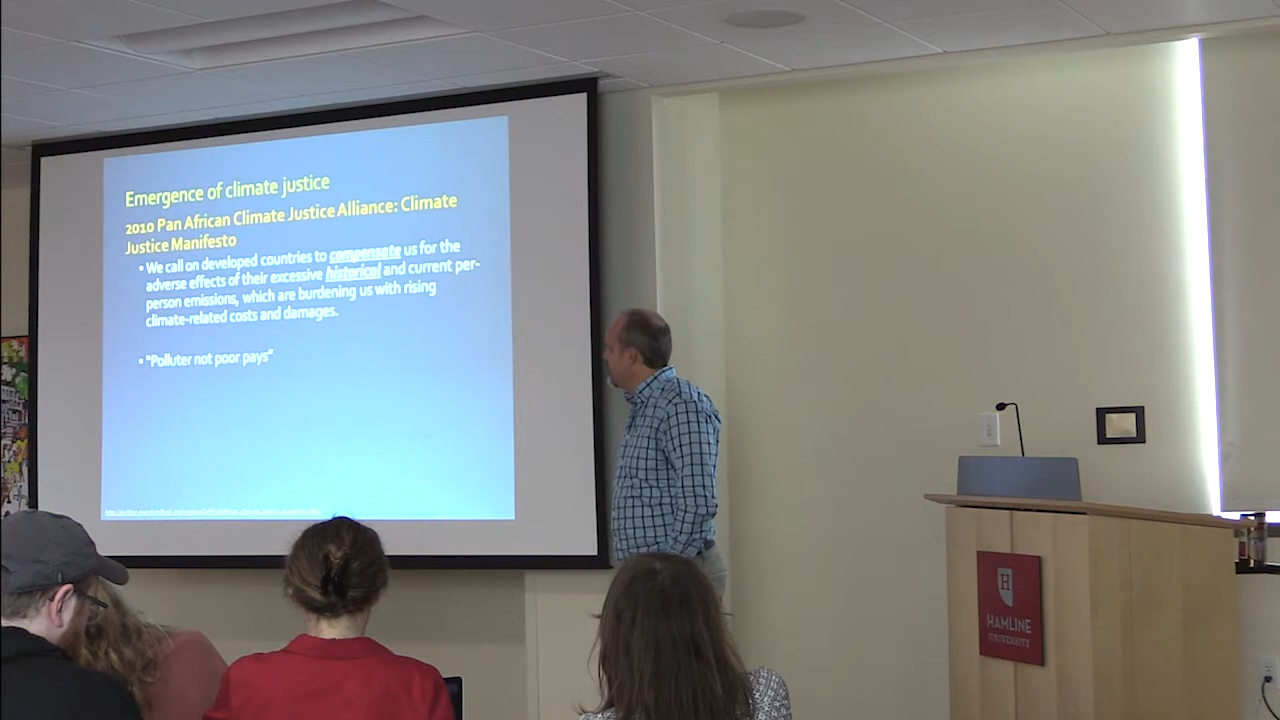 Emergence of climate justice
2010 Pan African Climate Justice Alliance: Climate
Justice Manifesto
• We call on developed countries to compensate us for the
adverse effects of their excessive historical and current per-
person emissions, which are burdening us with rising
climate-related costs and damages.
• "Polluter not poor pays"
H
HAMLINE
UNIVERSITY